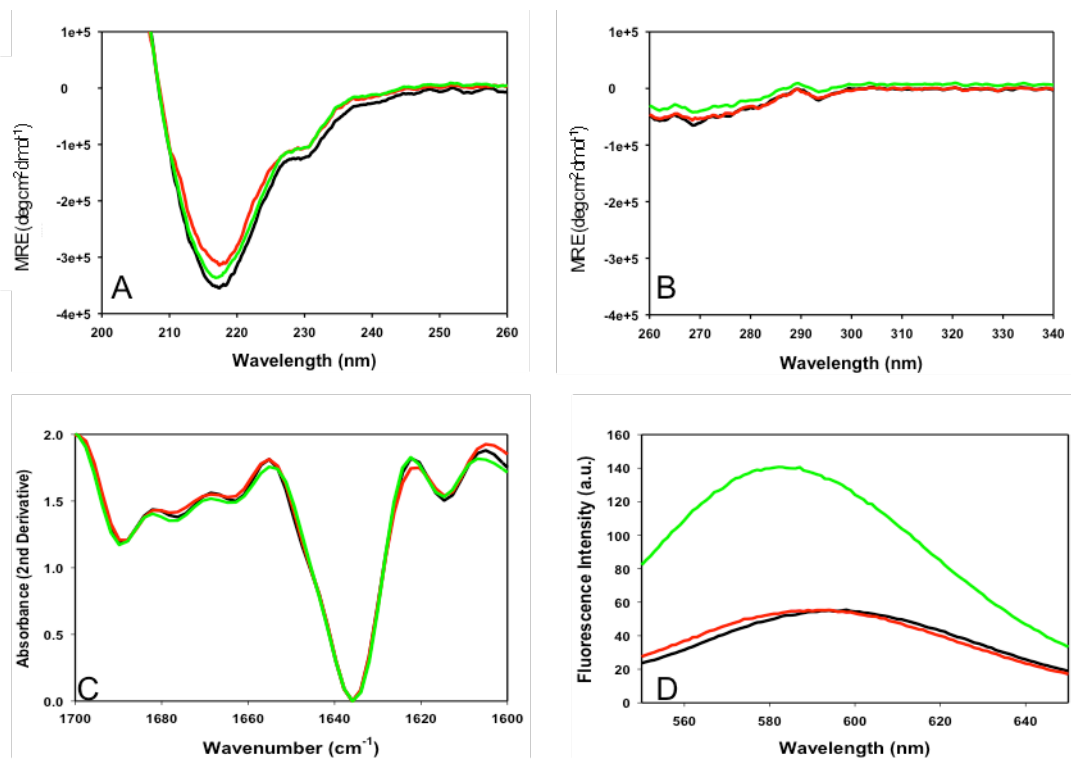 1e+5
0
-1e+5
-2e+5
-3e+5
-4e+5
MRE (degcm²dmol⁻¹)
A
200 210 220 230 240 250 260
Wavelength (nm)
1e+5
0
-1e+5
-2e+5
-3e+5
-4e+5
MRE (degcm²dmol⁻¹)
B
260 270 280 290 300 310 320 330 340
Wavelength (nm)
2.0
1.5
1.0
0.5
0.0
Absorbance (2nd Derivative)
C
1700 1680 1660 1640 1620 1600
Wavenumber (cm⁻¹)
160
140
120
100
80
60
40
20
0
Fluorescence Intensity (a.u.)
D
560 580 600 620 640
Wavelength (nm)